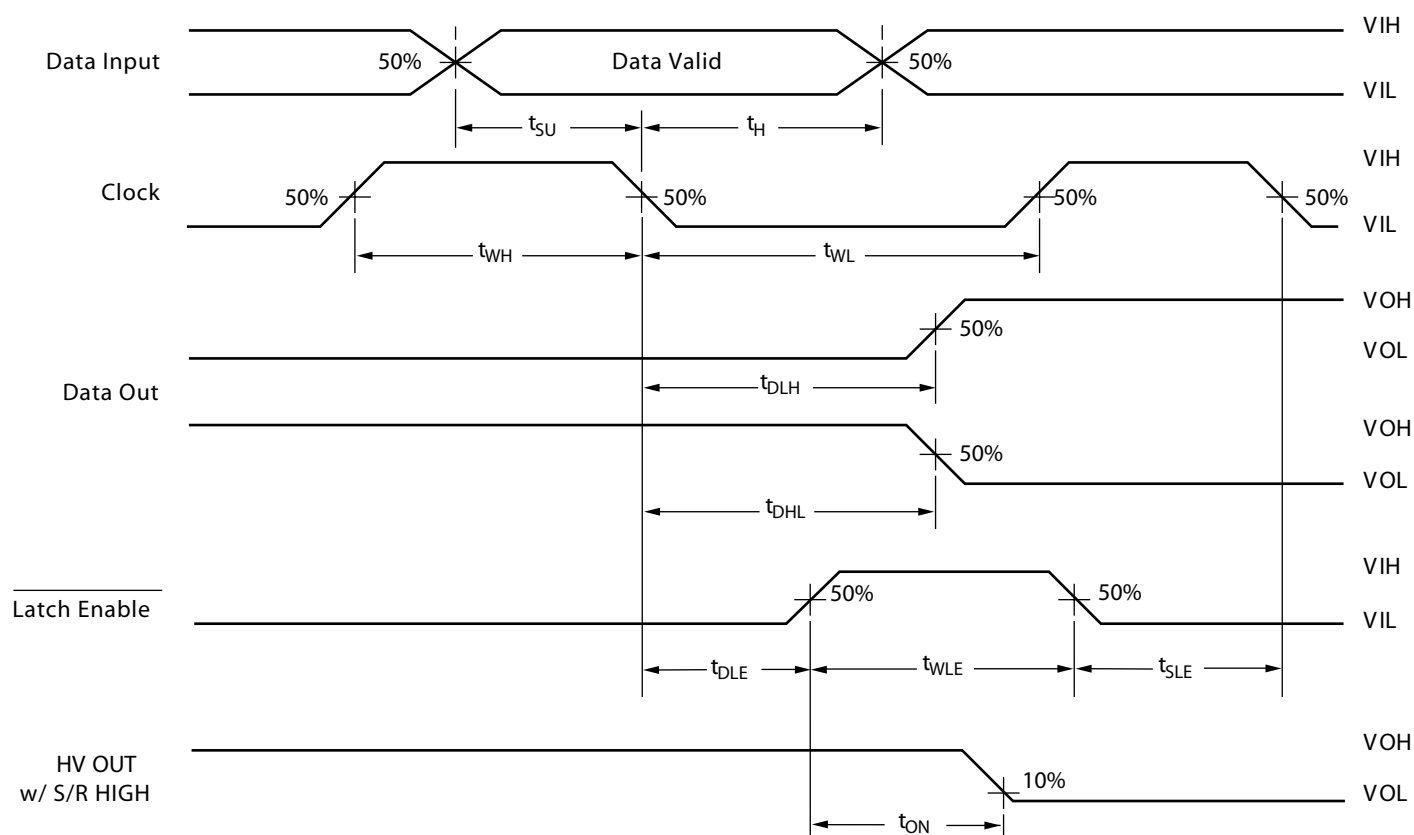 VIH
Data Input 50% Data Valid 50%
VIL
tSU tH
VIH
Clock 50% 50% 50% 50%
VIL
tWH tWL
VOH
50%
VOL
Data Out
tDLH
VOH
50%
VOL
tDHL
VIH
Latch Enable 50% 50%
VIL
tDLE tWLE tSLE
VOH
HV OUT
w/ S/R HIGH
10%
VOL
tON